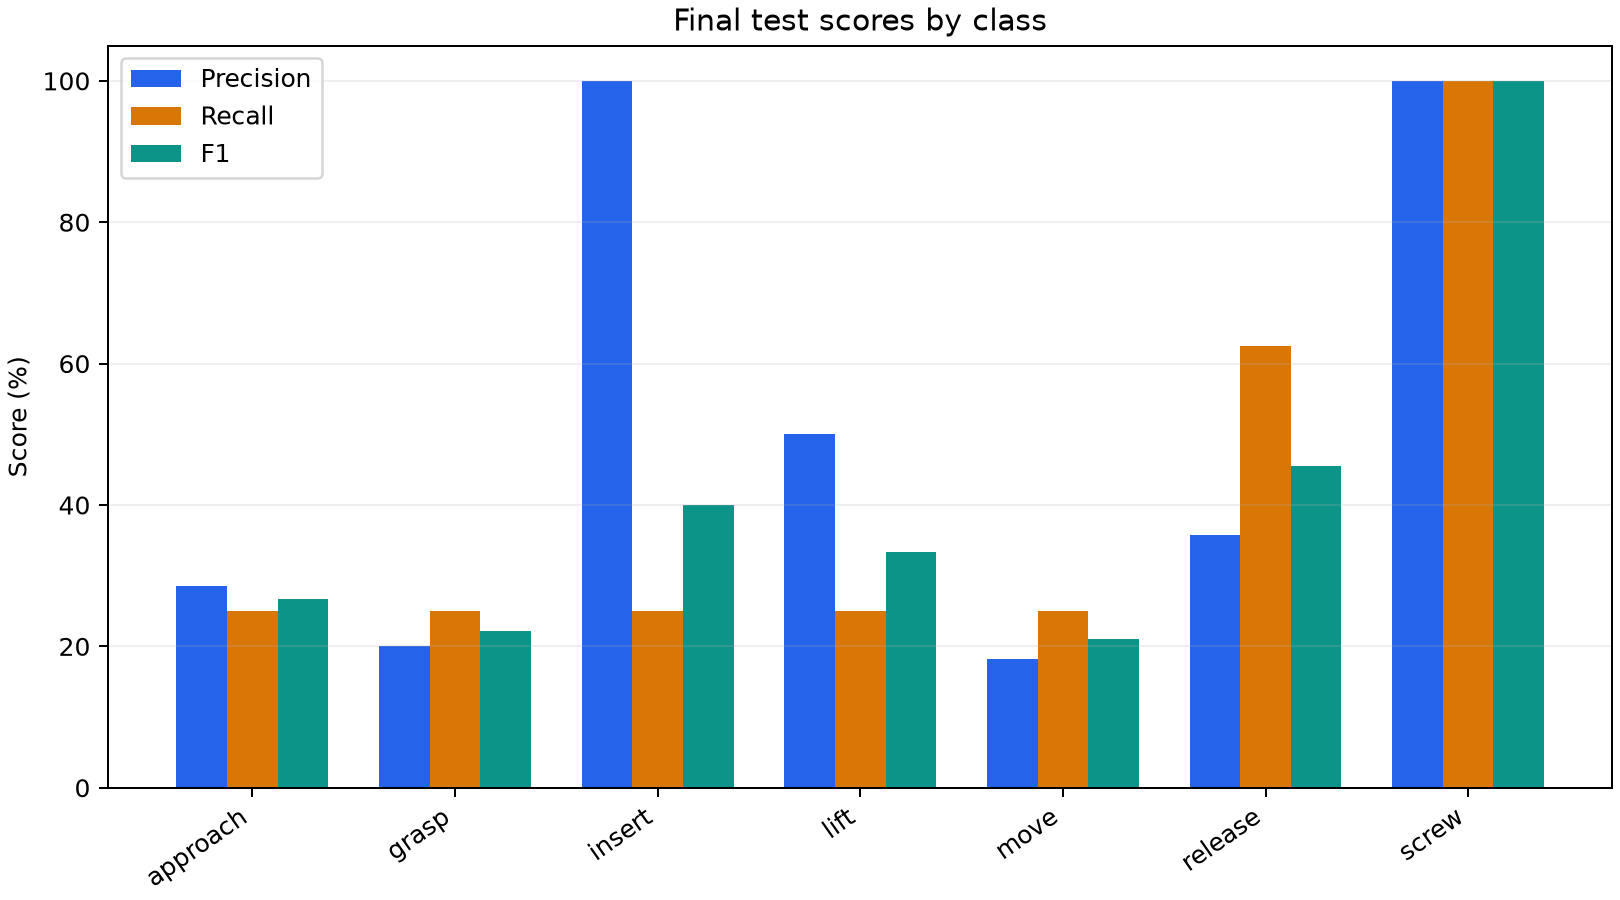 Final test scores by class
Precision
Recall
F1
Score (%)
100
80
60
40
20
0
approach
grasp
insert
lift
move
release
screw